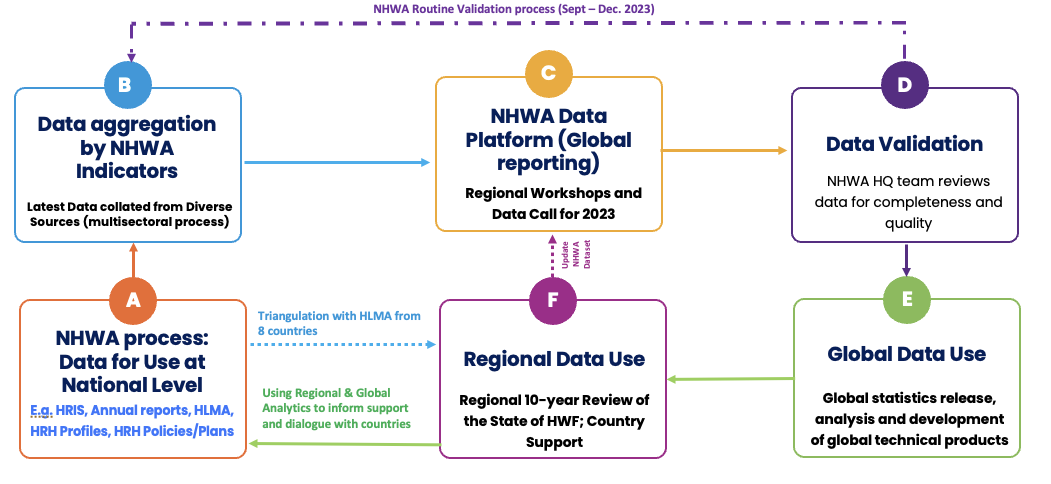 NHWA Routine Validation process (Sept – Dec. 2023)
B
Data aggregation
by NHWA
Indicators
Latest Data collated from Diverse
Sources (multisectoral process)
C
NHWA Data
Platform (Global
reporting)
Regional Workshops and
Data Call for 2023
D
Data Validation
NHWA HQ team reviews
data for completeness and
quality
Update
NHWA
Dataset
A
NHWA process:
Data for Use at
National Level
E.g. HRIS, Annual reports, HLMA,
HRH Profiles, HRH Policies/Plans
Triangulation with HLMA from
8 countries
Using Regional & Global
Analytics to inform support
and dialogue with countries
F
Regional Data Use
Regional 10-year Review of
the State of HWF; Country
Support
E
Global Data Use
Global statistics release,
analysis and development
of global technical products